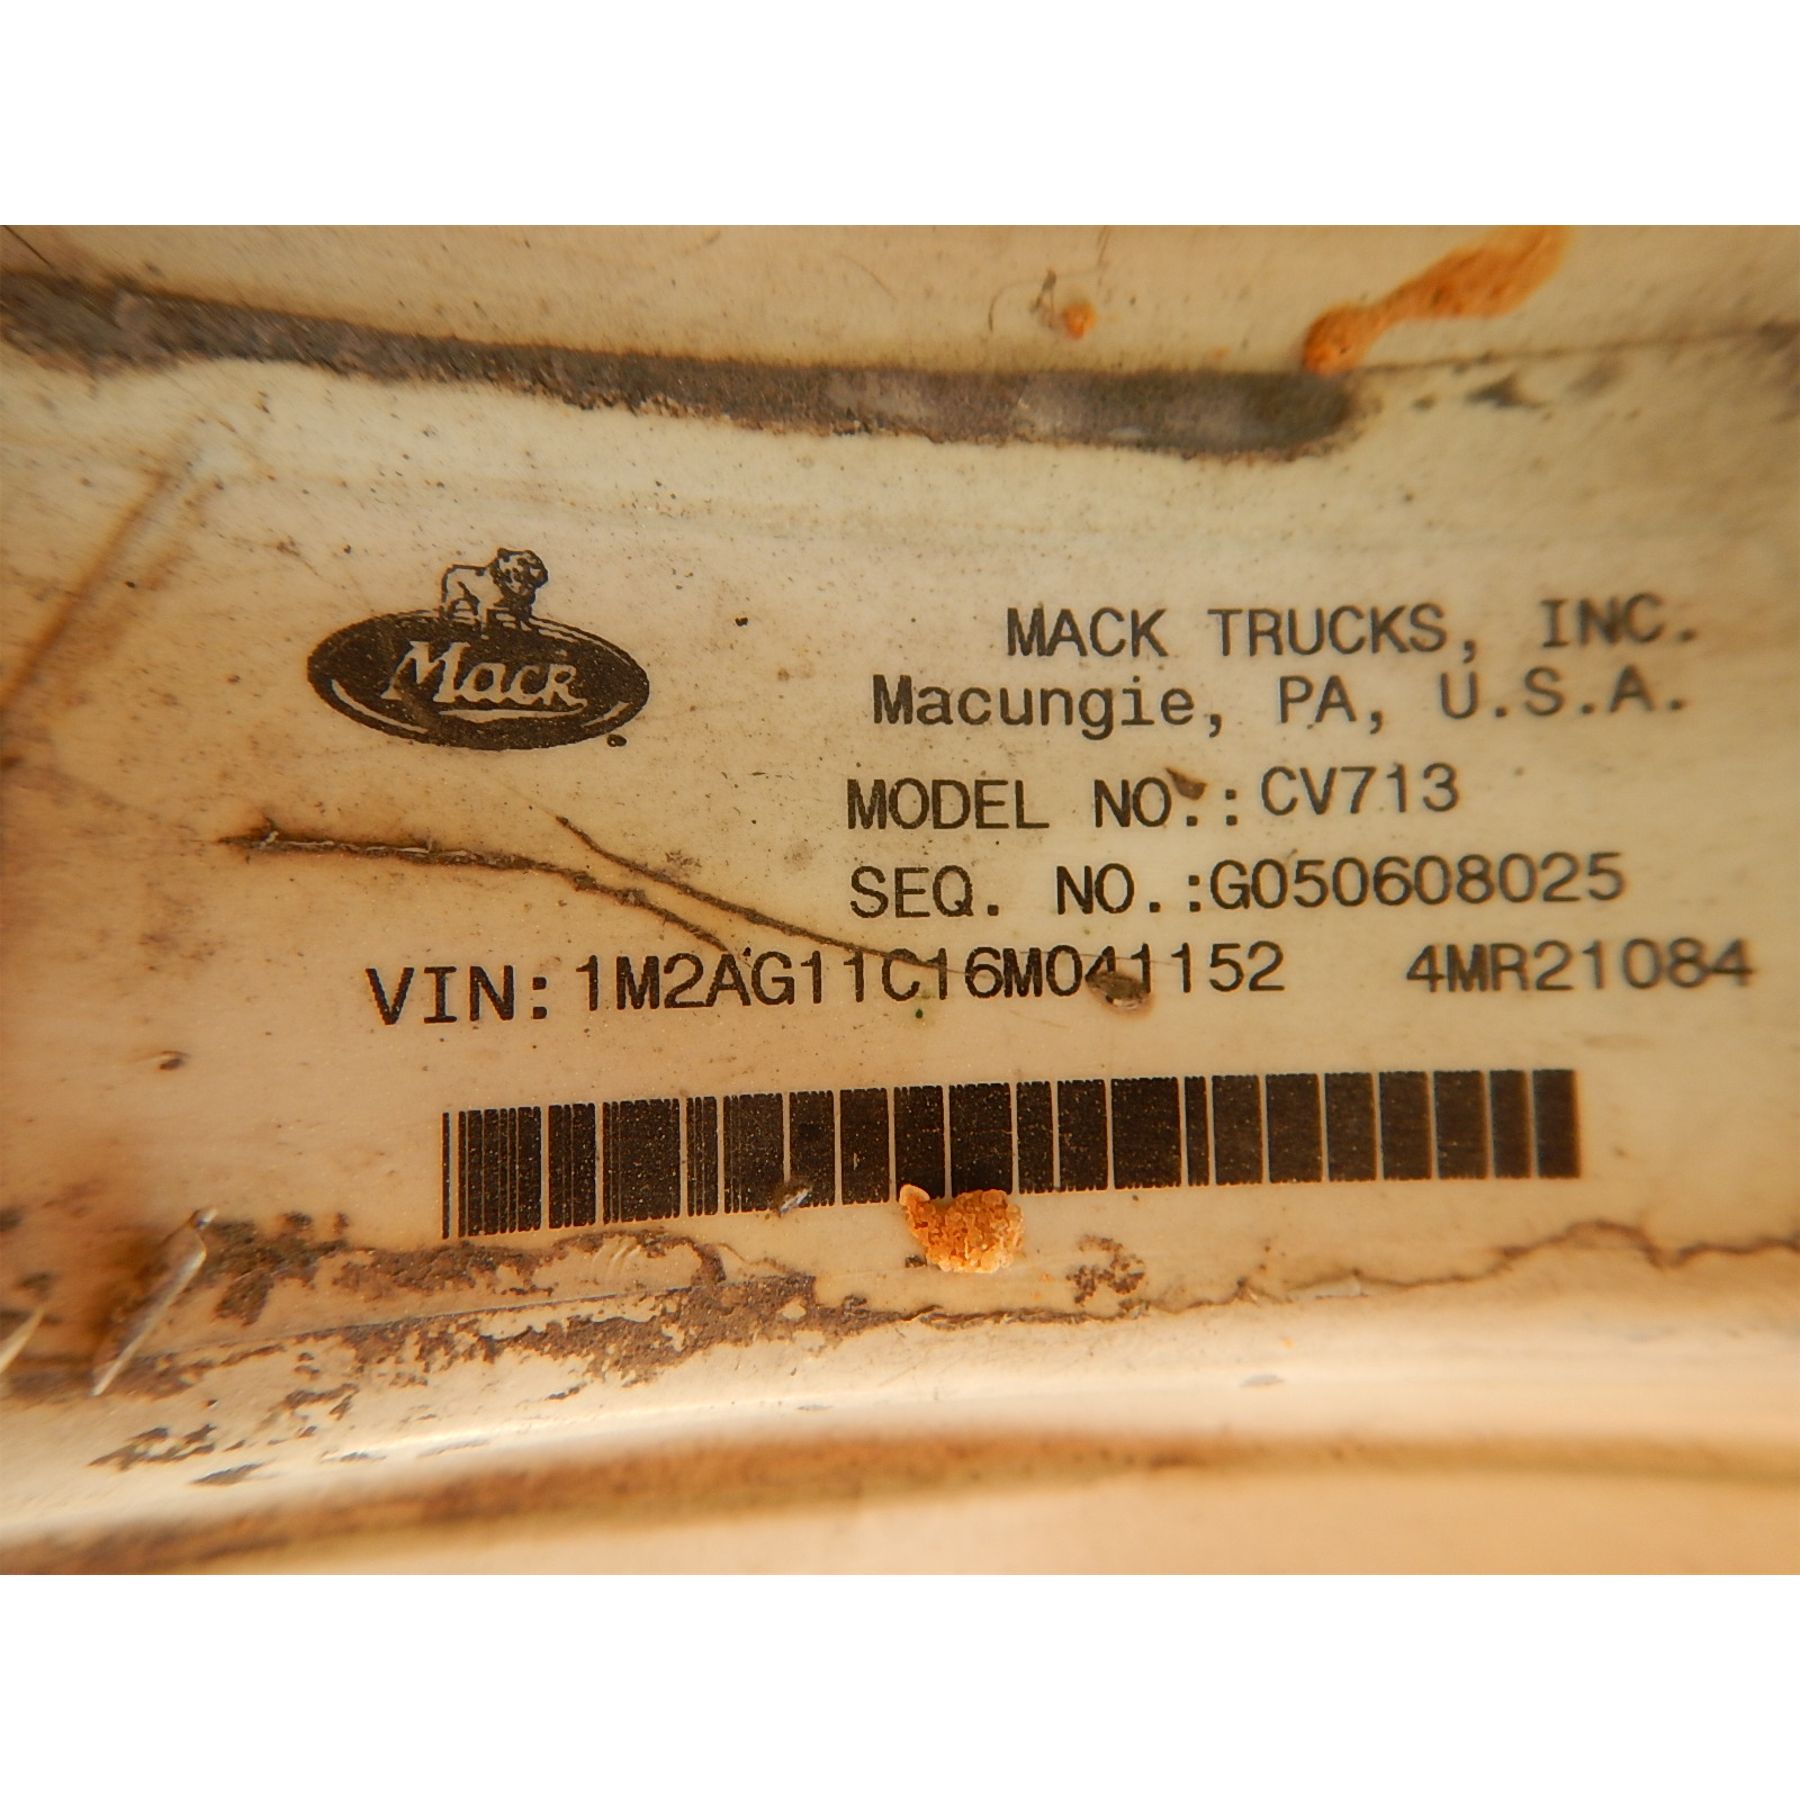 Mack
MACK TRUCKS, INC.
Macungie, PA, U.S.A.
MODEL NO.: CV713
SEQ. NO.:G050608025
VIN: 1M2AG11C16M041152 4MR21084